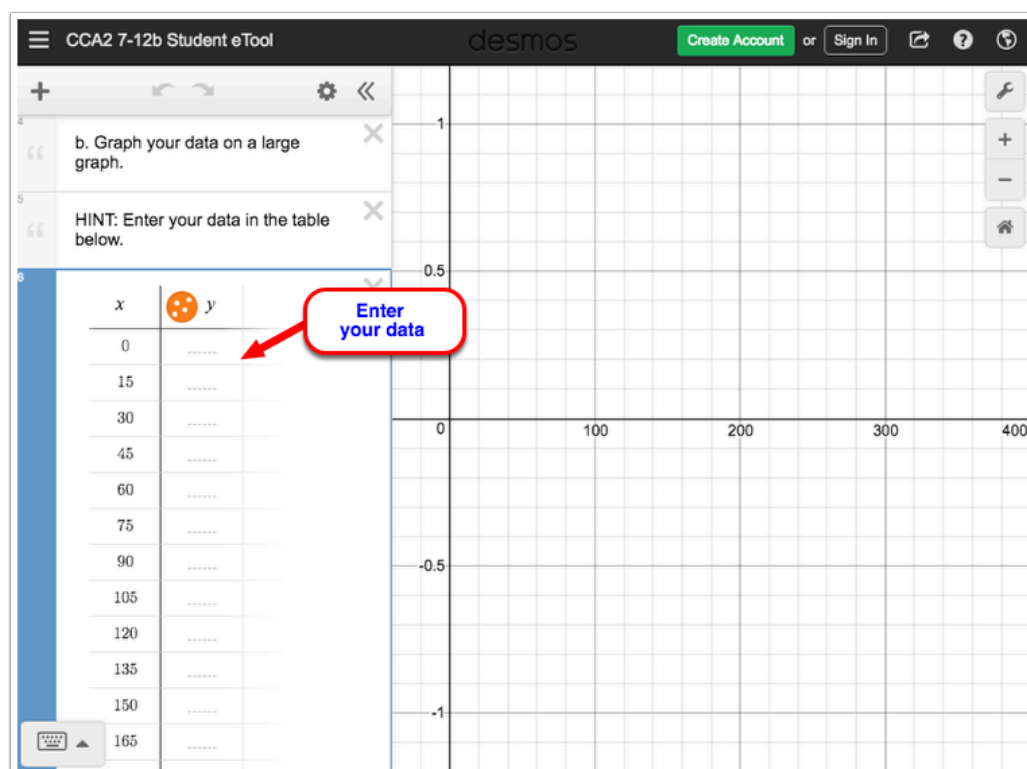 CCA2 7-12b Student eTool
desmos
Create Account or Sign In
4
b. Graph your data on a large
graph.
5
HINT: Enter your data in the table
below.
6
x y
0
15
30
45
60
75
90
105
120
135
150
165
Enter
your data
1
0.5
0 100 200 300 400
-0.5
-1